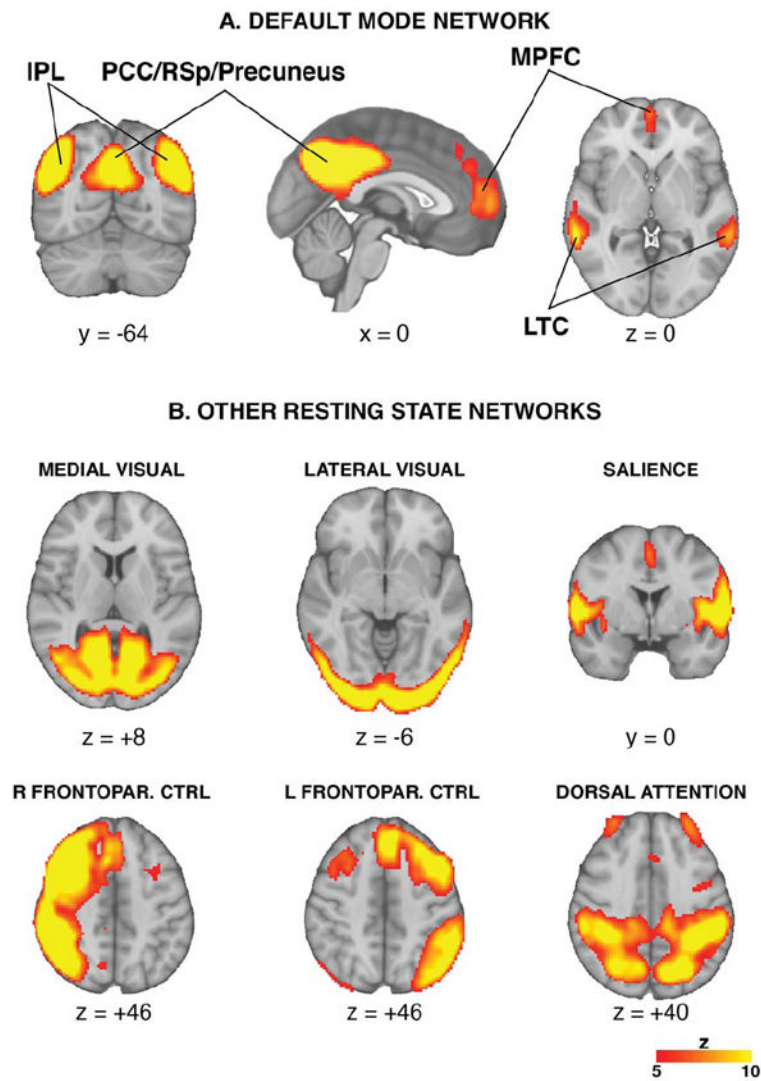 A. DEFAULT MODE NETWORK
IPL PCC/RSp/Precuneus MPFC
LTC
y = -64 x = 0 z = 0
B. OTHER RESTING STATE NETWORKS
MEDIAL VISUAL LATERAL VISUAL SALIENCE
z = +8 z = -6 y = 0
R FRONTOPAR. CTRL L FRONTOPAR. CTRL DORSAL ATTENTION
z = +46 z = +46 z = +40
z
5 10